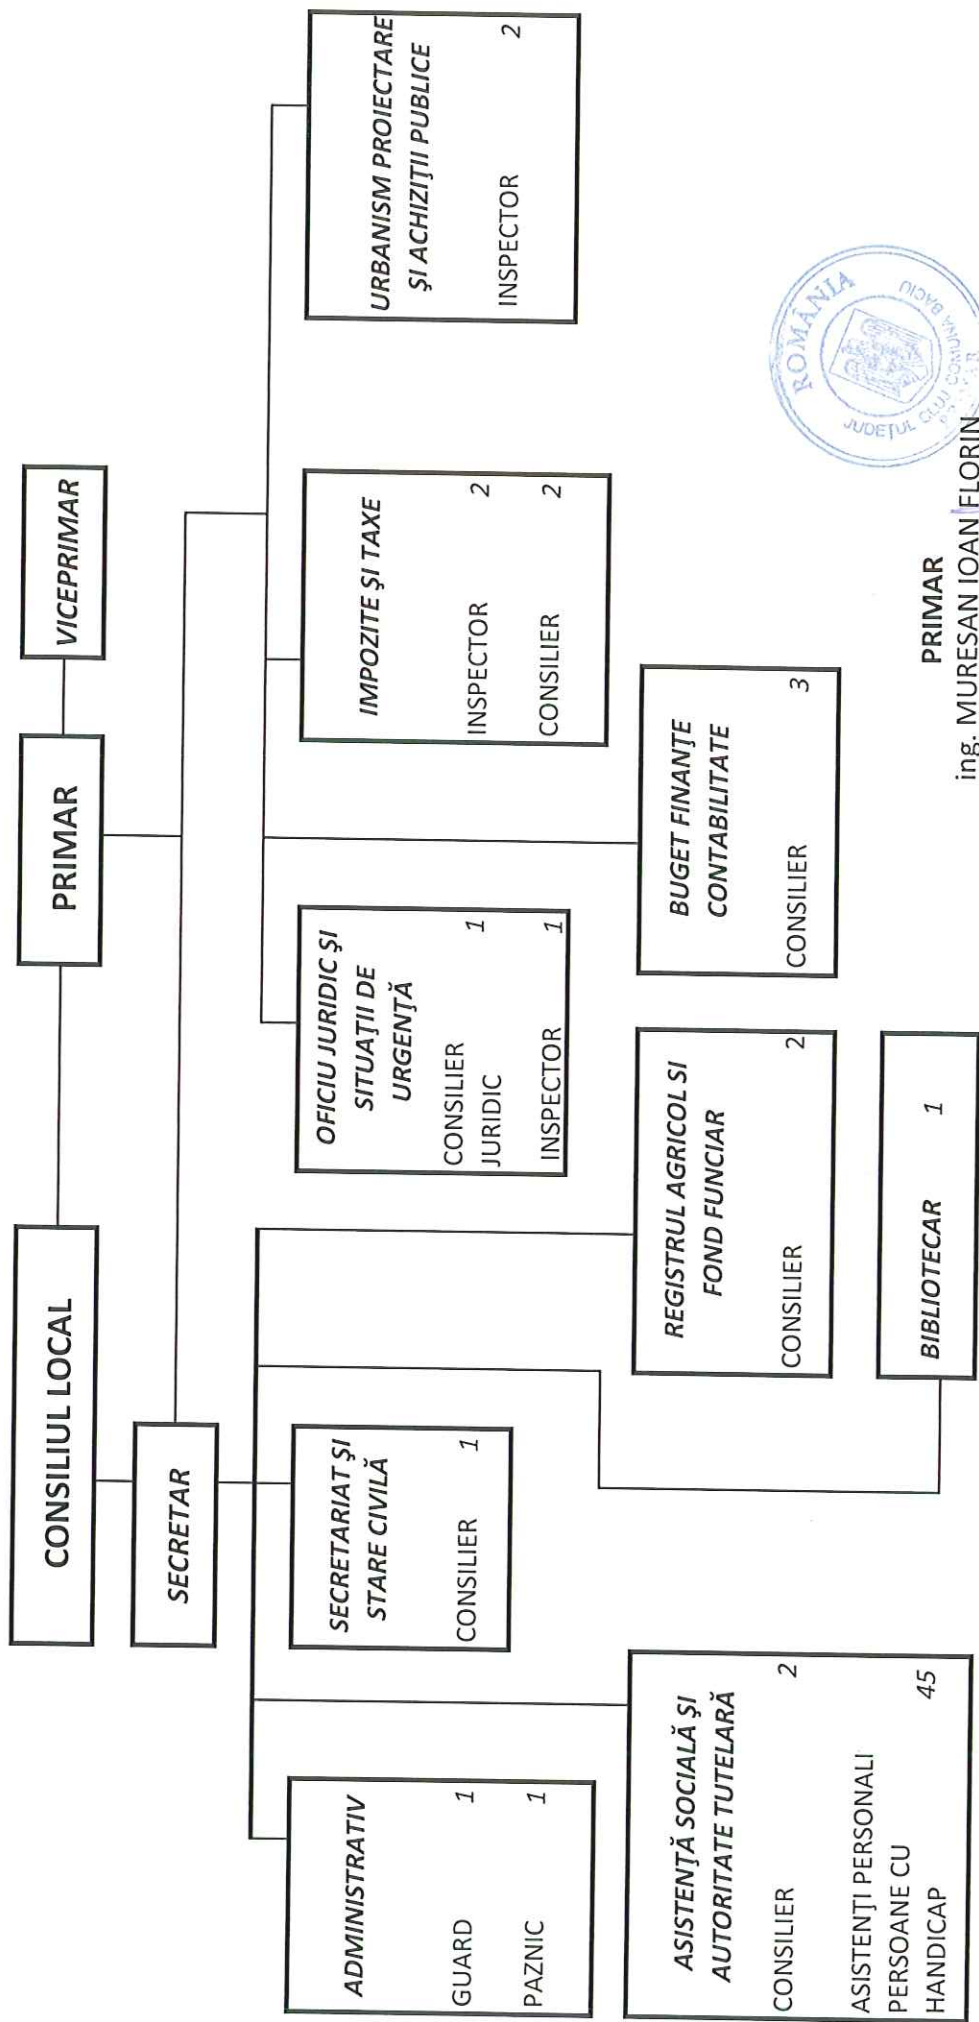 CONSILIUL LOCAL
PRIMAR
VICEPRIMAR
SECRETAR
ADMINISTRATIV
GUARD 1
PAZNIC 1
SECRETARIAT ŞI
STARE CIVILĂ
CONSILIER 1
OFICIU JURIDIC ŞI
SITUAŢII DE
URGENŢĂ
CONSILIER 1
JURIDIC
INSPECTOR 1
IMPOZITE ŞI TAXE
INSPECTOR 2
CONSILIER 2
URBANISM PROIECTARE
ŞI ACHIZIŢII PUBLICE
INSPECTOR 2
ASISTENŢĂ SOCIALĂ ŞI
AUTORITATE TUTELARĂ
CONSILIER 2
ASISTENŢI PERSONALI
PERSOANE CU
HANDICAP 45
REGISTRUL AGRICOL SI
FOND FUNCIAR
CONSILIER 2
BUGET FINANŢE
CONTABILITATE
CONSILIER 3
BIBLIOTECAR 1
PRIMAR
ing. MURESAN IOAN FLORIN
ROMÂNIA
JUDEŢUL CLUJ COMUNA BACIU